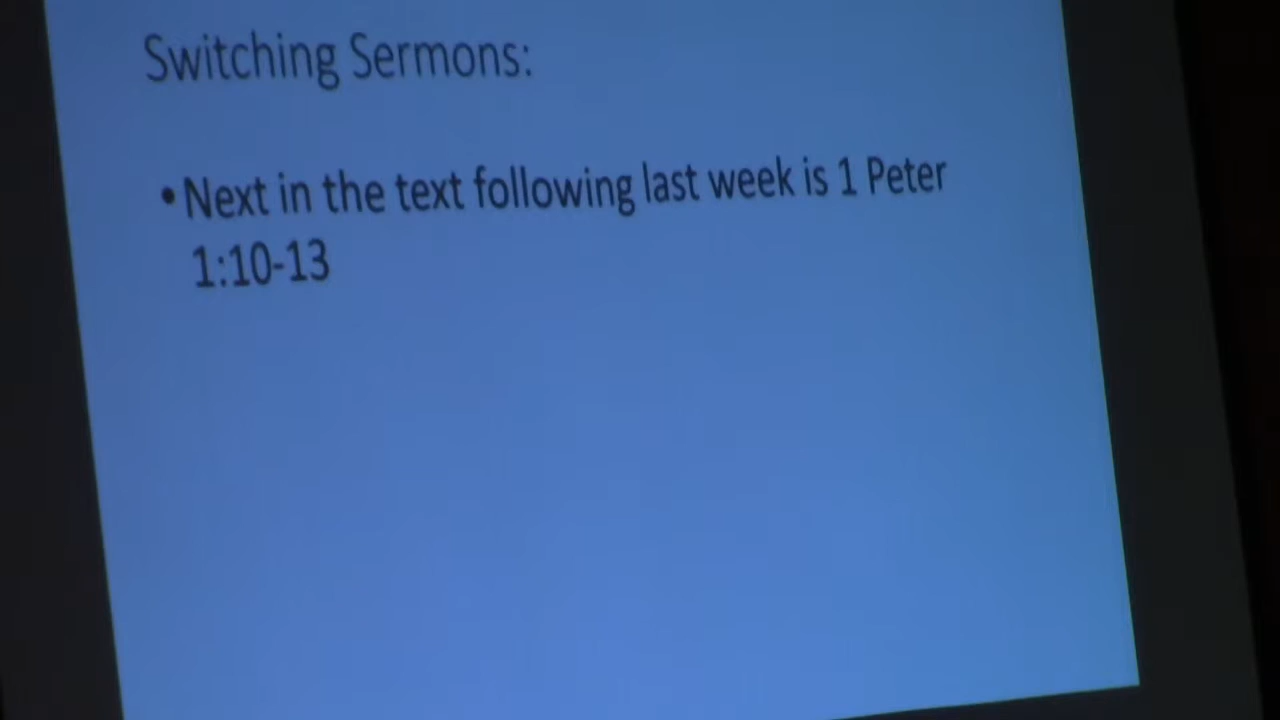 Switching Sermons:
•Next in the text following last week is 1 Peter
1:10-13